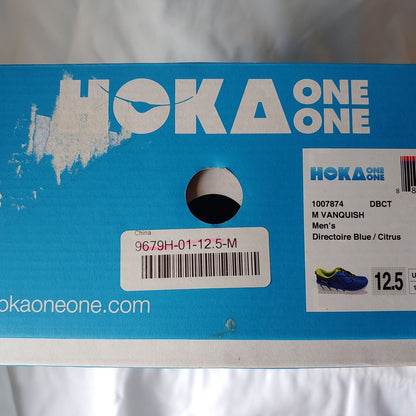 HOKA ONE ONE
HOKA ONE ONE
1007874 DBCT
M VANQUISH
Men's
Directoire Blue / Citrus
12.5
China
9679H-01-12.5-M
okaoneone.com